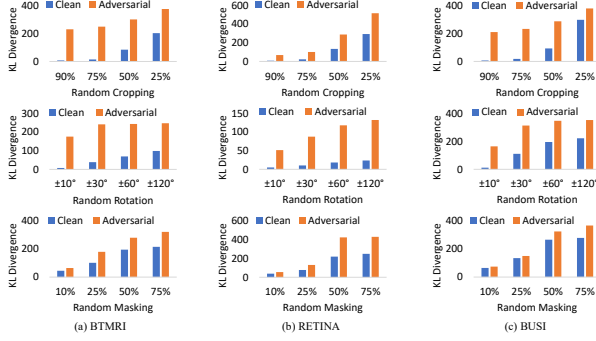 400
200
0
KL Divergence
Clean Adversarial
90% 75% 50% 25%
Random Cropping
600
400
200
0
KL Divergence
Clean Adversarial
90% 75% 50% 25%
Random Cropping
400
200
0
KL Divergence
Clean Adversarial
90% 75% 50% 25%
Random Cropping
300
200
100
0
KL Divergence
Clean Adversarial
±10° ±30° ±60° ±120°
Random Rotation
150
100
50
0
KL Divergence
Clean Adversarial
±10° ±30° ±60° ±120°
Random Rotation
400
200
0
KL Divergence
Clean Adversarial
±10° ±30° ±60° ±120°
Random Rotation
400
200
0
KL Divergence
Clean Adversarial
10% 25% 50% 75%
Random Masking
(a) BTMRI
600
400
200
0
KL Divergence
Clean Adversarial
10% 25% 50% 75%
Random Masking
(b) RETINA
400
200
0
KL Divergence
Clean Adversarial
10% 25% 50% 75%
Random Masking
(c) BUSI